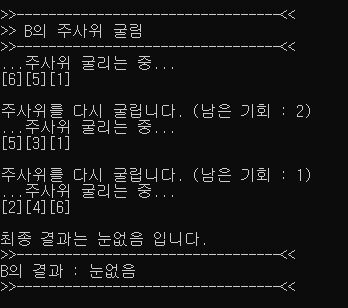 >>--------------------------------<<
>> B의 주사위 굴림
>>--------------------------------<<
...주사위 굴리는 중...
[6][5][1]
주사위를 다시 굴립니다. (남은 기회 : 2)
...주사위 굴리는 중...
[5][3][1]
주사위를 다시 굴립니다. (남은 기회 : 1)
...주사위 굴리는 중...
[2][4][6]
최종 결과는 눈없음 입니다.
>>--------------------------------<<
B의 결과 : 눈없음
>>--------------------------------<<